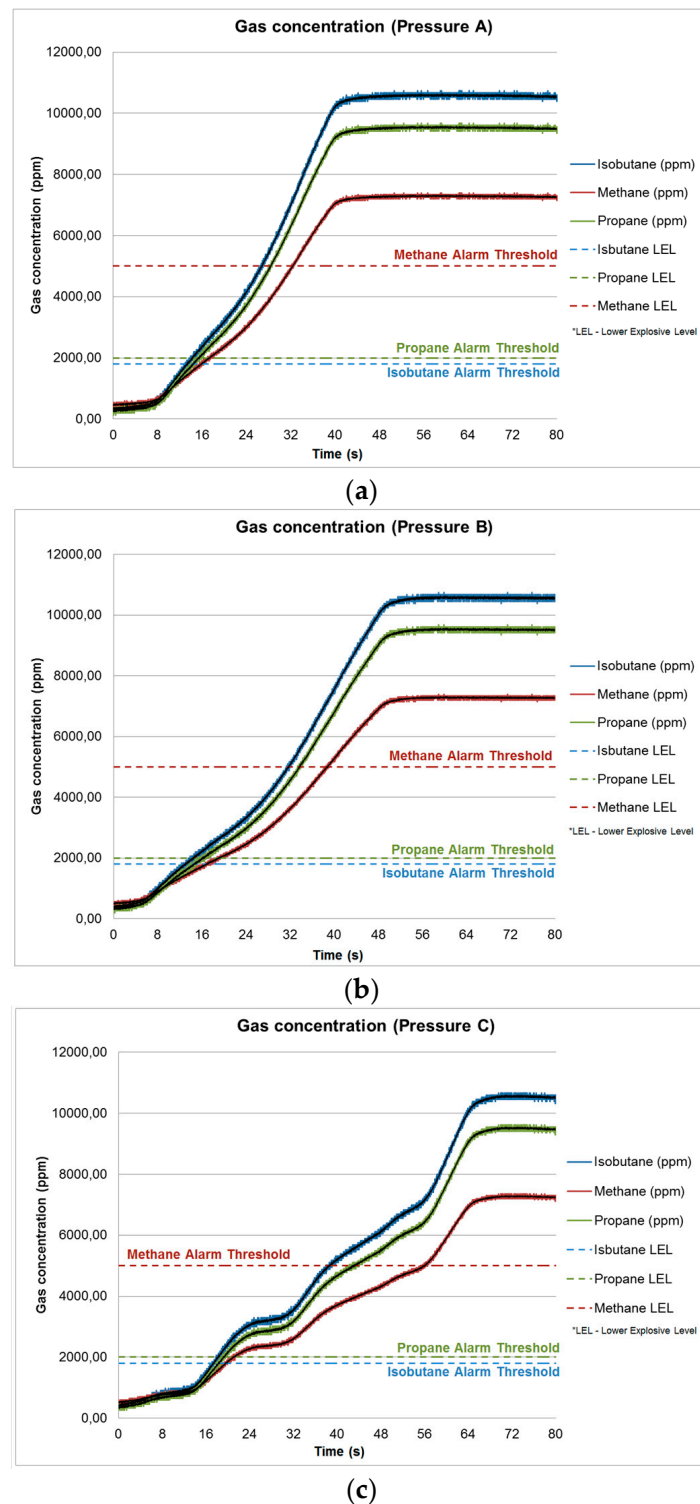 Gas concentration (Pressure A)
Gas concentration (ppm)
12000,00
10000,00
8000,00
6000,00
4000,00
2000,00
0,00
Methane Alarm Threshold
Propane Alarm Threshold
Isobutane Alarm Threshold
0 8 16 24 32 40 48 56 64 72 80
Time (s)
Isobutane (ppm)
Methane (ppm)
Propane (ppm)
Isbutane LEL
Propane LEL
Methane LEL
*LEL - Lower Explosive Level
(a)
Gas concentration (Pressure B)
Gas concentration (ppm)
12000,00
10000,00
8000,00
6000,00
4000,00
2000,00
0,00
Methane Alarm Threshold
Propane Alarm Threshold
Isobutane Alarm Threshold
0 8 16 24 32 40 48 56 64 72 80
Time (s)
Isobutane (ppm)
Methane (ppm)
Propane (ppm)
Isbutane LEL
Propane LEL
Methane LEL
*LEL - Lower Explosive Level
(b)
Gas concentration (Pressure C)
Gas concentration (ppm)
12000,00
10000,00
8000,00
6000,00
4000,00
2000,00
0,00
Methane Alarm Threshold
Propane Alarm Threshold
Isobutane Alarm Threshold
0 8 16 24 32 40 48 56 64 72 80
Time (s)
Isobutane (ppm)
Methane (ppm)
Propane (ppm)
Isbutane LEL
Propane LEL
Methane LEL
*LEL - Lower Explosive Level
(c)